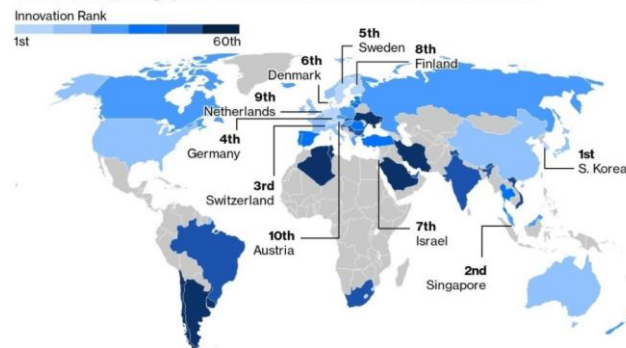 Innovation Rank
1st 60th
5th
Sweden
8th
Finland
6th
Denmark
9th
Netherlands
4th
Germany
3rd
Switzerland
10th
Austria
7th
Israel
1st
S. Korea
2nd
Singapore